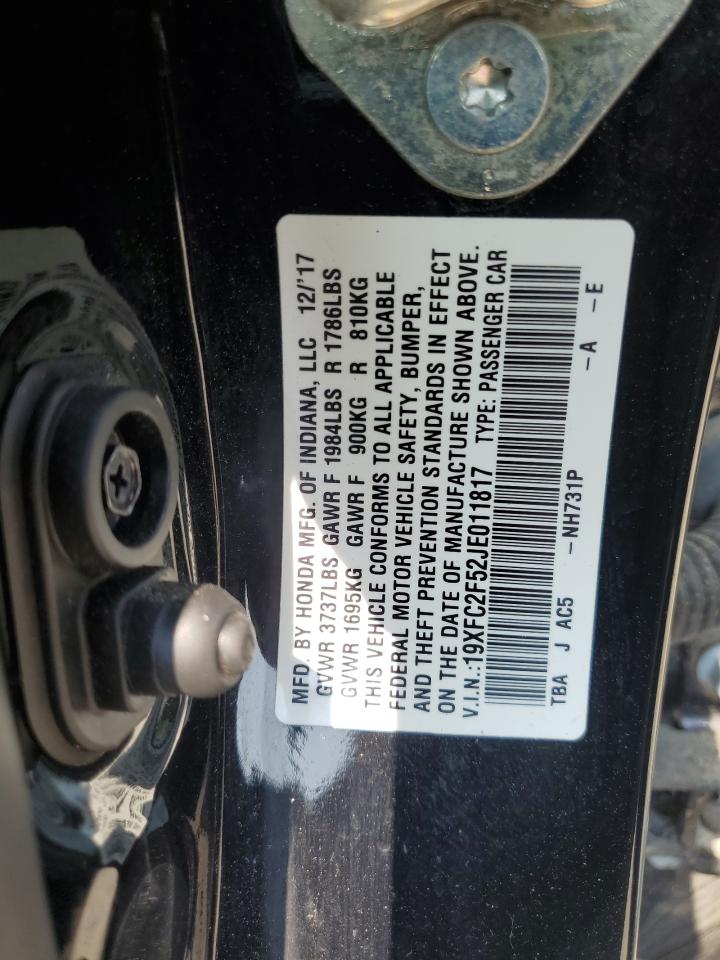 MFD. BY HONDA MFG. OF INDIANA, LLC 12/'17
GVWR 3737LBS GAWR F 1984LBS R 1786LBS
GVWR 1695KG GAWR F 900KG R 810KG
THIS VEHICLE CONFORMS TO ALL APPLICABLE
FEDERAL MOTOR VEHICLE SAFETY, BUMPER,
AND THEFT PREVENTION STANDARDS IN EFFECT
ON THE DATE OF MANUFACTURE SHOWN ABOVE.
V.I.N.:19XFC2F52JE011817 TYPE: PASSENGER CAR
TBA J AC5 -NH731P -A -E